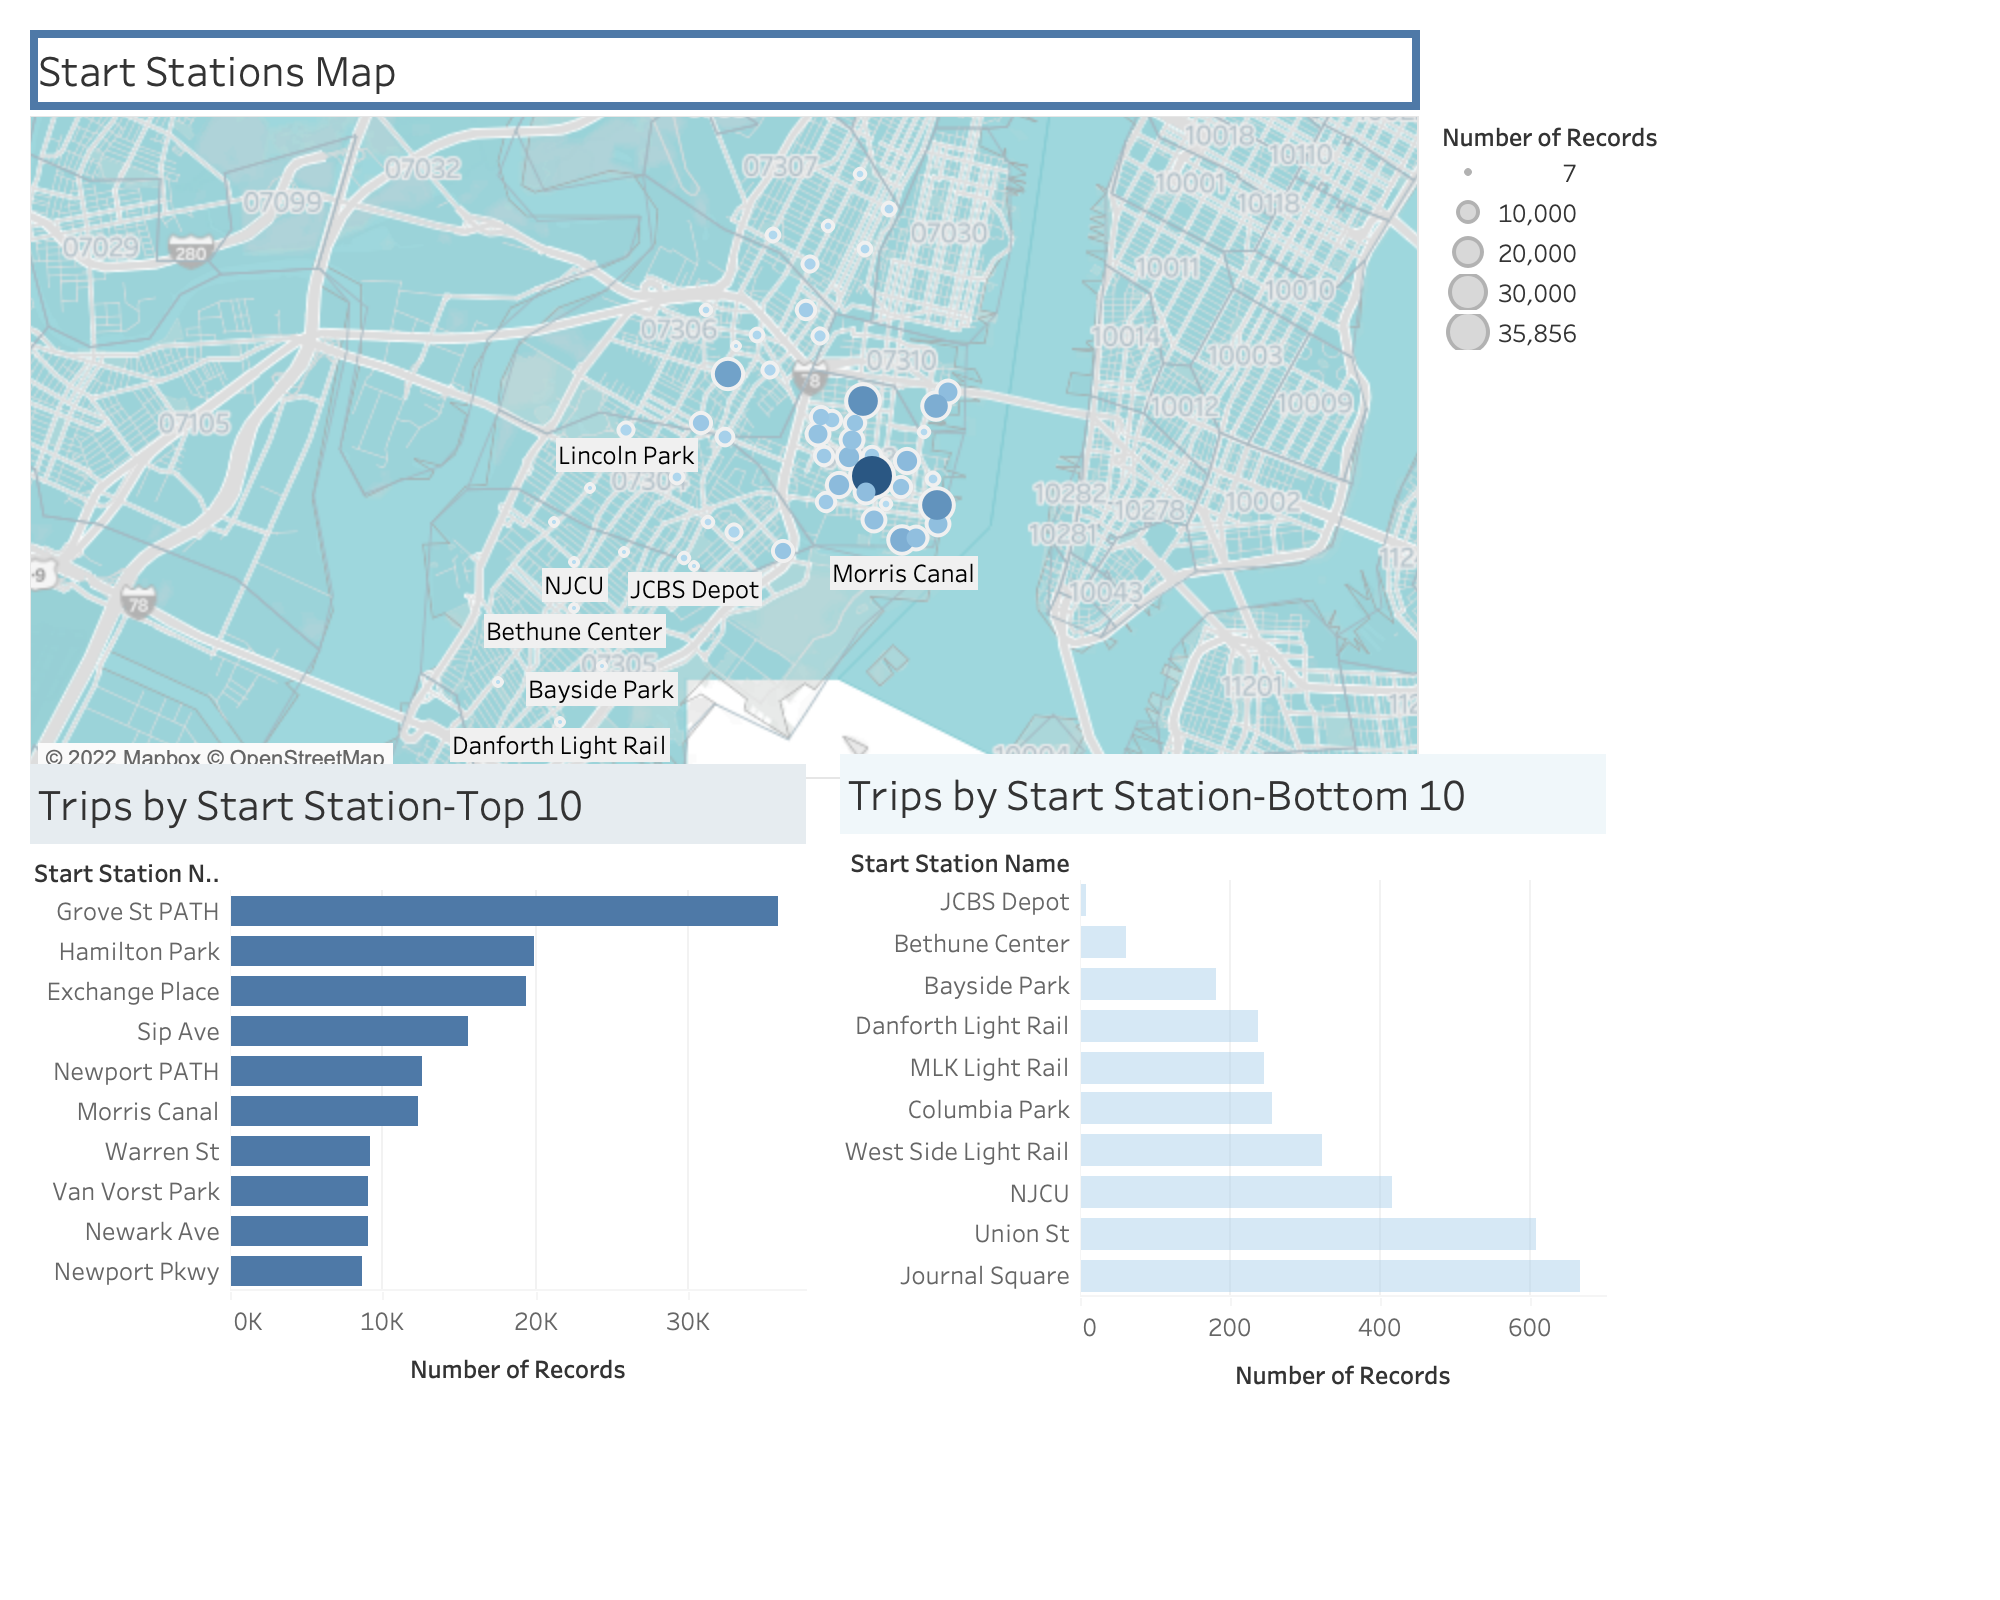 Start Stations Map
Number of Records
7
10,000
20,000
30,000
35,856
10018
07032
07307
10110
10001
07099
10118
07029
280
07030
10011
10010
07306
10014
07310
10003
78
10012
10009
07105
Lincoln Park
10282
10002
10278
10281
NJCU
JCBS Depot
Morris Canal
78
10043
Bethune Center
07305
11201
Bayside Park
Danforth Light Rail
© 2022 Mapbox © OpenStreetMap
Trips by Start Station-Top 10
Start Station N..
Grove St PATH
Hamilton Park
Exchange Place
Sip Ave
Newport PATH
Morris Canal
Warren St
Van Vorst Park
Newark Ave
Newport Pkwy
0K 10K 20K 30K
Number of Records
Trips by Start Station-Bottom 10
Start Station Name
JCBS Depot
Bethune Center
Bayside Park
Danforth Light Rail
MLK Light Rail
Columbia Park
West Side Light Rail
NJCU
Union St
Journal Square
0 200 400 600
Number of Records